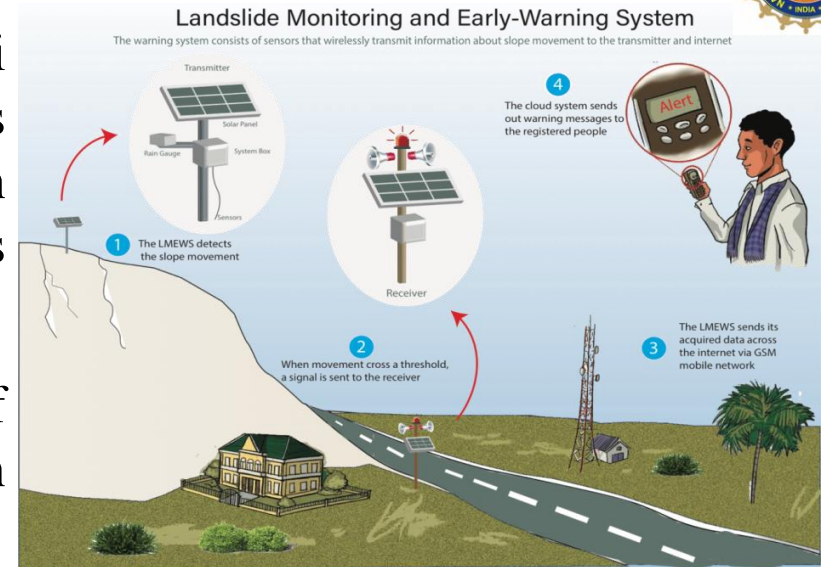 Landslide Monitoring and Early-Warning System
The warning system consists of sensors that wirelessly transmit information about slope movement to the transmitter and internet
INDIA
Transmitter
Solar Panel
Rain Gauge
System Box
Sensors
1
The LMEWS detects
the slope movement
Receiver
2
When movement cross a threshold,
a signal is sent to the receiver
3
The LMEWS sends its
acquired data across
the internet via GSM
mobile network
4
The cloud system sends
out warning messages to
the registered people
Alert